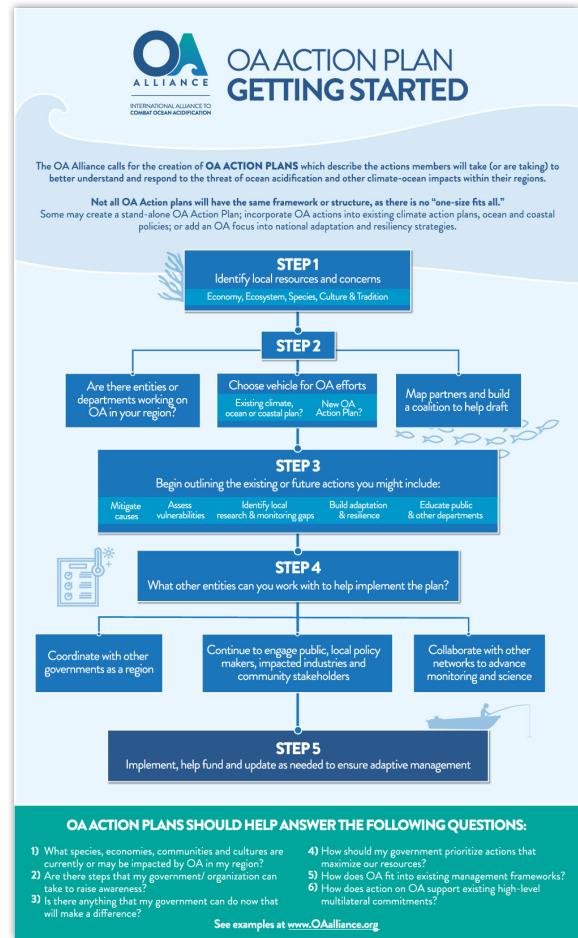 OA
ALLIANCE
INTERNATIONAL ALLIANCE TO
COMBAT OCEAN ACIDIFICATION
OA ACTION PLAN
GETTING STARTED
The OA Alliance calls for the creation of OA ACTION PLANS which describe the actions members will take (or are taking) to
better understand and respond to the threat of ocean acidification and other climate-ocean impacts within their regions.
Not all OA Action plans will have the same framework or structure, as there is no “one-size fits all.”
Some may create a stand-alone OA Action Plan; incorporate OA actions into existing climate action plans, ocean and coastal
policies; or add an OA focus into national adaptation and resiliency strategies.
STEP 1
Identify local resources and concerns
Economy, Ecosystem, Species, Culture & Tradition
STEP 2
Are there entities or
departments working on
OA in your region?
Choose vehicle for OA efforts
Existing climate,
ocean or coastal plan?
New OA
Action Plan?
Map partners and build
a coalition to help draft
STEP 3
Begin outlining the existing or future actions you might include:
Mitigate
causes
Assess
vulnerabilities
Identify local
research & monitoring gaps
Build adaptation
& resilience
Educate public
& other departments
STEP 4
What other entities can you work with to help implement the plan?
Coordinate with other
governments as a region
Continue to engage public, local policy
makers, impacted industries and
community stakeholders
Collaborate with other
networks to advance
monitoring and science
STEP 5
Implement, help fund and update as needed to ensure adaptive management
OA ACTION PLANS SHOULD HELP ANSWER THE FOLLOWING QUESTIONS:
1) What species, economies, communities and cultures are
currently or may be impacted by OA in my region?
2) Are there steps that my government/ organization can
take to raise awareness?
3) Is there anything that my government can do now that
will make a difference?
4) How should my government prioritize actions that
maximize our resources?
5) How does OA fit into existing management frameworks?
6) How does action on OA support existing high-level
multilateral commitments?
See examples at www.OAalliance.org